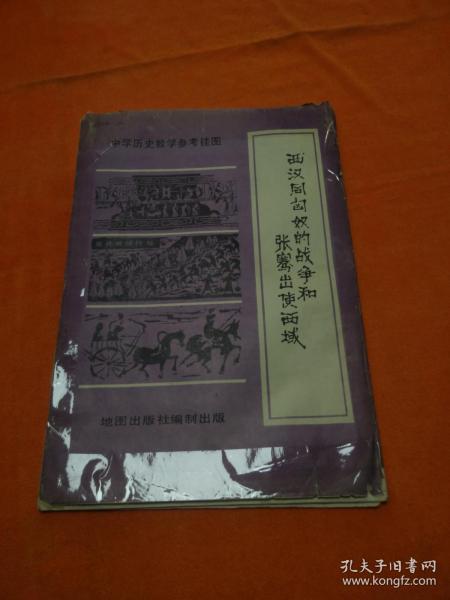 中学历史教学参考挂图
西汉同匈奴的战争和
张骞出使西域
地图出版社编制出版
孔夫子旧书网
www.kongfz.com